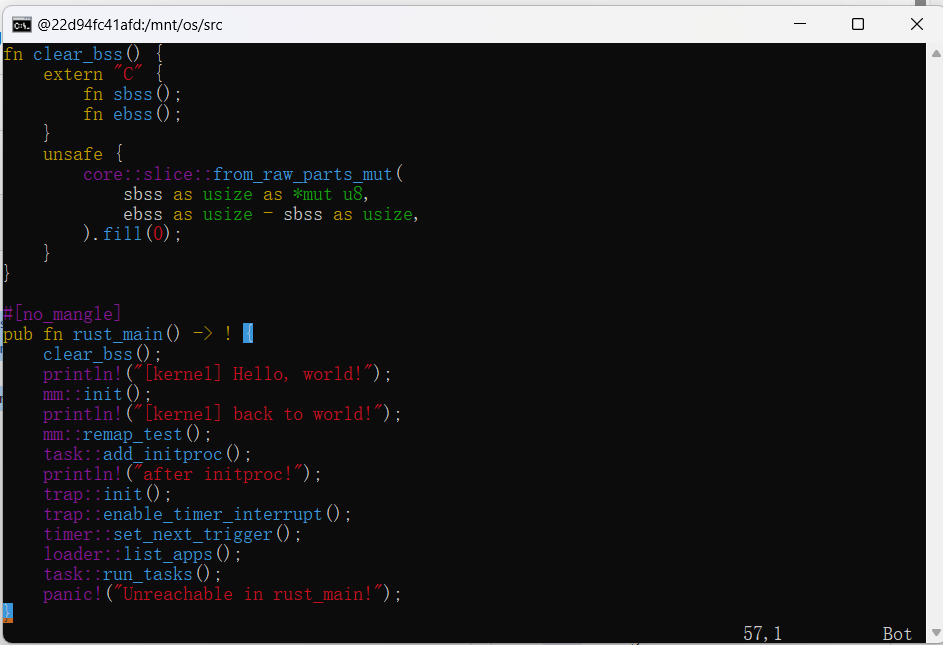 @22d94fc41afd:/mnt/os/src
fn clear_bss() {
    extern "C" {
        fn sbss();
        fn ebss();
    }
    unsafe {
        core::slice::from_raw_parts_mut(
            sbss as usize as *mut u8,
            ebss as usize - sbss as usize,
        ).fill(0);
    }
}
#[no_mangle]
pub fn rust_main() -> ! {
    clear_bss();
    println!("[kernel] Hello, world!");
    mm::init();
    println!("[kernel] back to world!");
    mm::remap_test();
    task::add_initproc();
    println!("after initproc!");
    trap::init();
    trap::enable_timer_interrupt();
    timer::set_next_trigger();
    loader::list_apps();
    task::run_tasks();
    panic!("Unreachable in rust_main!");
}
57,1 Bot